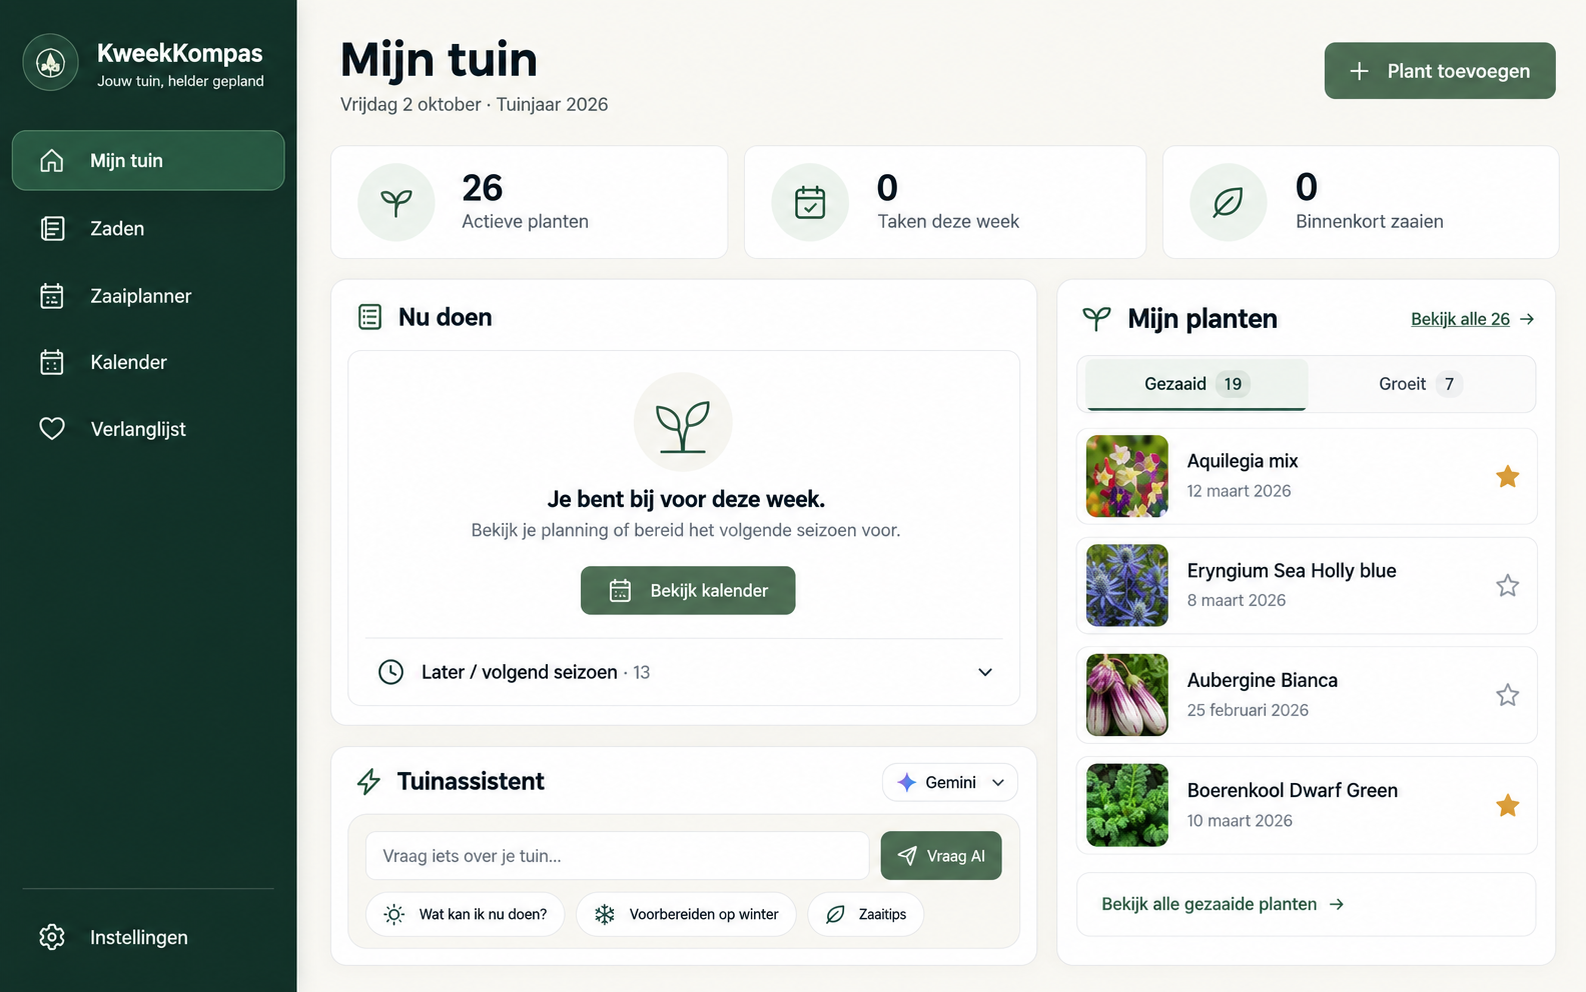 KweekKompas
Jouw tuin, helder gepland
Mijn tuin
Zaden
Zaaiplanner
Kalender
Verlanglijst
Instellingen
Mijn tuin
Vrijdag 2 oktober · Tuinjaar 2026
Plant toevoegen
26
Actieve planten
0
Taken deze week
0
Binnenkort zaaien
Nu doen
Je bent bij voor deze week.
Bekijk je planning of bereid het volgende seizoen voor.
Bekijk kalender
Later / volgend seizoen · 13
Tuinassistent
Gemini
Vraag iets over je tuin...
Vraag AI
Wat kan ik nu doen?
Voorbereiden op winter
Zaaitips
Mijn planten
Bekijk alle 26 →
Gezaaid 19
Groeit 7
Aquilegia mix
12 maart 2026
Eryngium Sea Holly blue
8 maart 2026
Aubergine Bianca
25 februari 2026
Boerenkool Dwarf Green
10 maart 2026
Bekijk alle gezaaide planten →